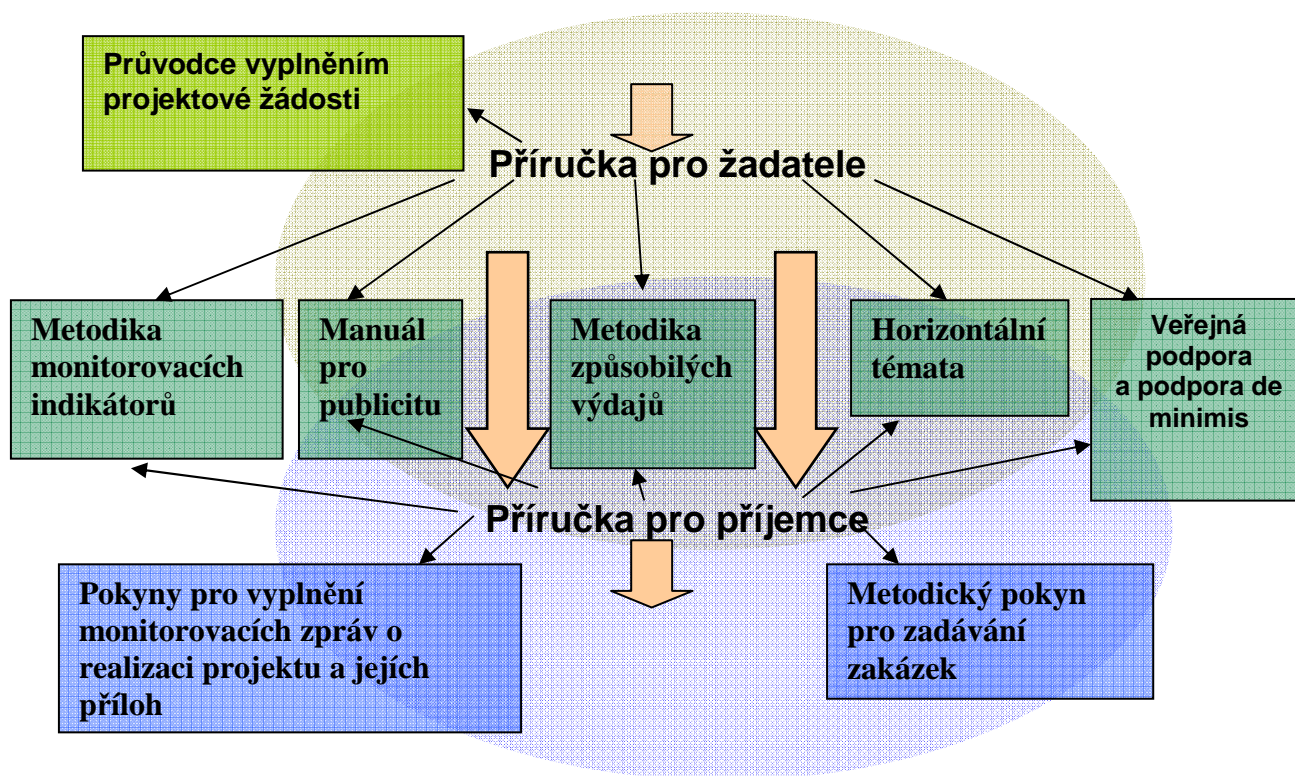 Průvodce vyplněním
projektové žádosti
Příručka pro žadatele
Metodika
monitorovacích
indikátorů
Manuál
pro
publicitu
Metodika
způsobilých
výdajů
Horizontální
témata
Veřejná
podpora
a podpora de
minimis
Příručka pro příjemce
Pokyny pro vyplnění
monitorovacích zpráv o
realizaci projektu a jejích
příloh
Metodický pokyn
pro zadávání
zakázek